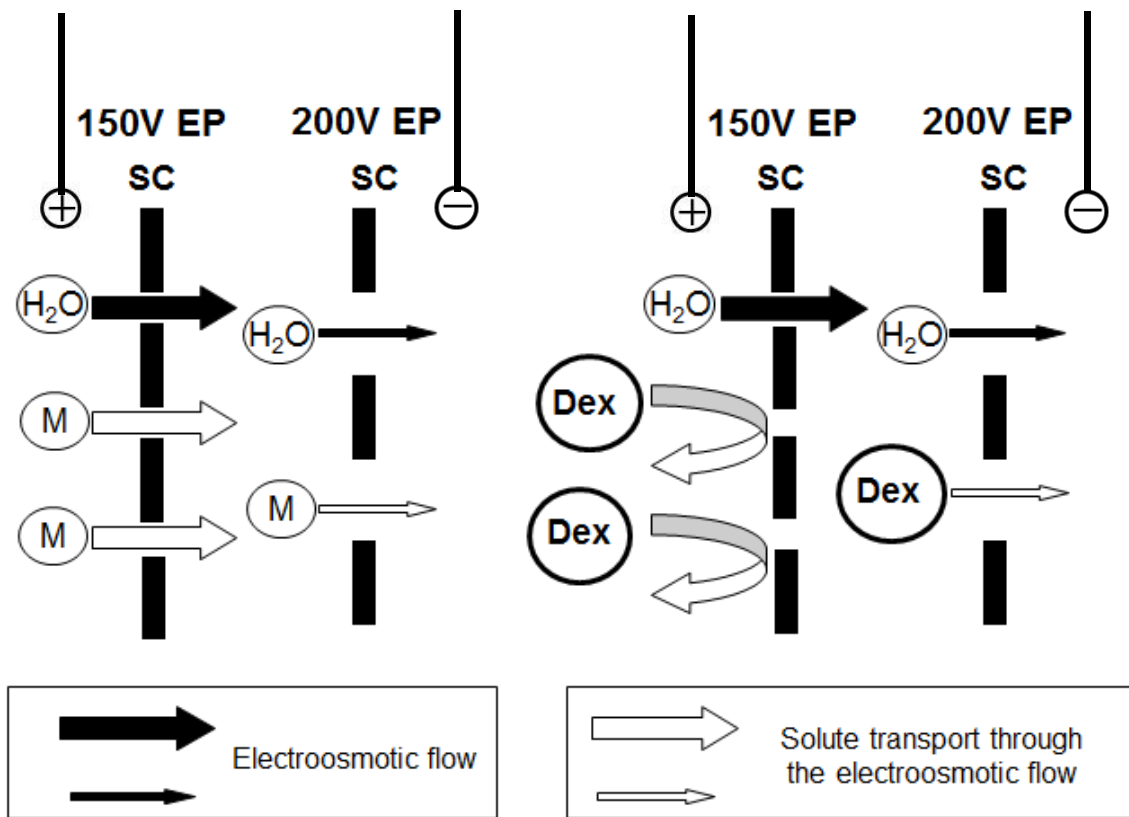 150V EP 200V EP
SC SC
+ −
H₂O
H₂O
M
M
M
150V EP 200V EP
SC SC
+ −
H₂O
H₂O
Dex
Dex
Dex
Electroosmotic flow
Solute transport through
the electroosmotic flow